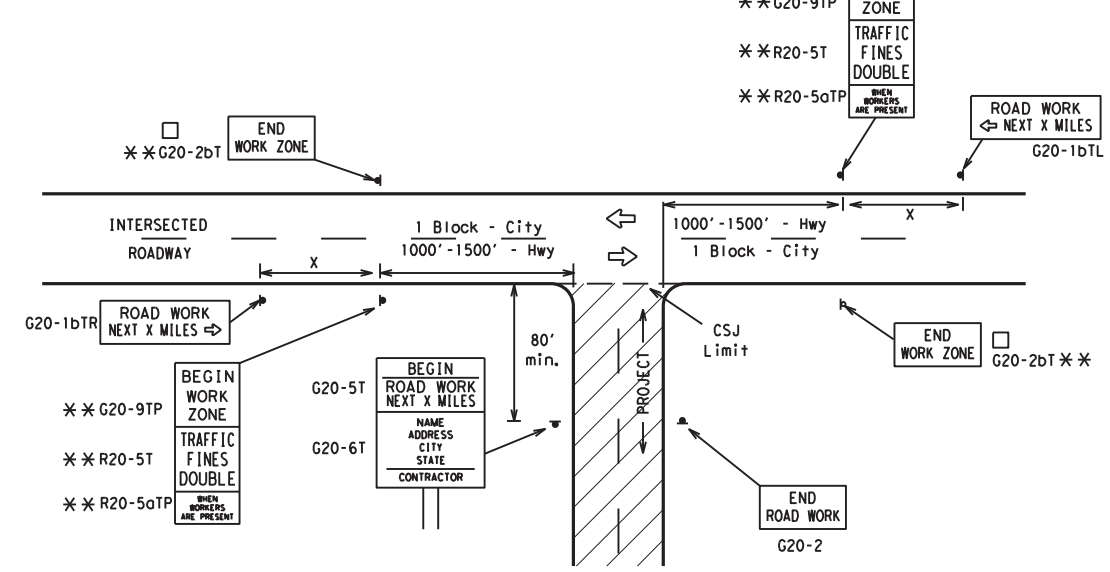 ** G20-9TP
ZONE
TRAFFIC
FINES
DOUBLE
** R20-5T
WHEN
WORKERS
ARE PRESENT
** R20-5aTP
ROAD WORK
⇦ NEXT X MILES
G20-1bTL
END
WORK ZONE
□
** G20-2bT
INTERSECTED
ROADWAY
1 Block - City
1000' -1500' - Hwy
1000' -1500' - Hwy
1 Block - City
X
X
G20-1bTR
ROAD WORK
NEXT X MILES ⇨
80'
min.
CSJ
Limit
END
WORK ZONE
□
G20-2bT **
BEGIN
WORK
ZONE
** G20-9TP
TRAFFIC
FINES
DOUBLE
** R20-5T
WHEN
WORKERS
ARE PRESENT
** R20-5aTP
G20-5T
BEGIN
ROAD WORK
NEXT X MILES
G20-6T
NAME
ADDRESS
CITY
STATE
CONTRACTOR
PROJECT
END
ROAD WORK
G20-2